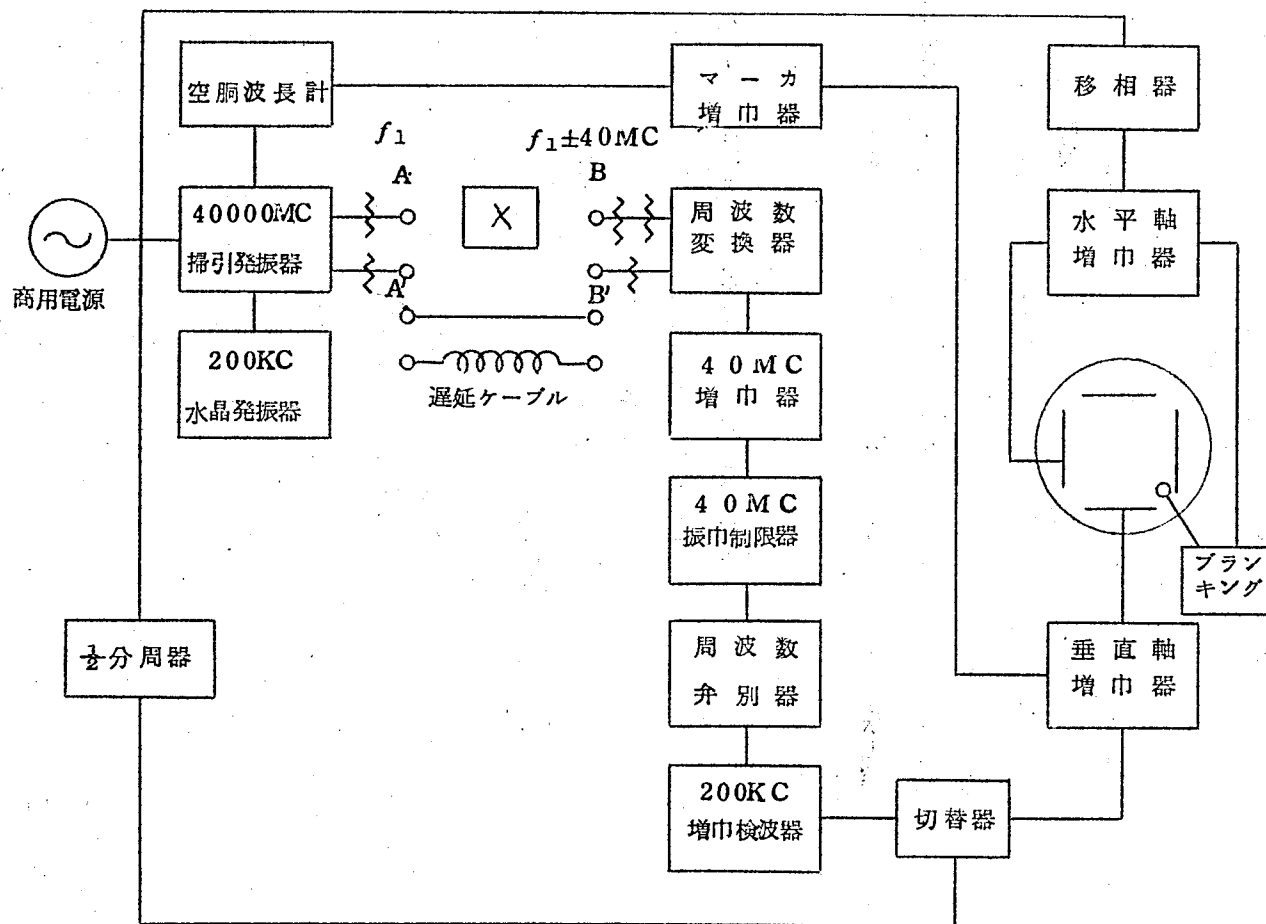 空胴波長計
マーカ
増巾器
移相器
f₁
f₁±40MC
A
B
40000MC
掃引発振器
X
周波数
変換器
水平軸
増巾器
商用電源
A'
B'
200KC
水晶発振器
遅延ケーブル
40MC
増巾器
40MC
振巾制限器
ブラン
キング
½分周器
周波数
弁別器
垂直軸
増巾器
200KC
増巾検波器
切替器